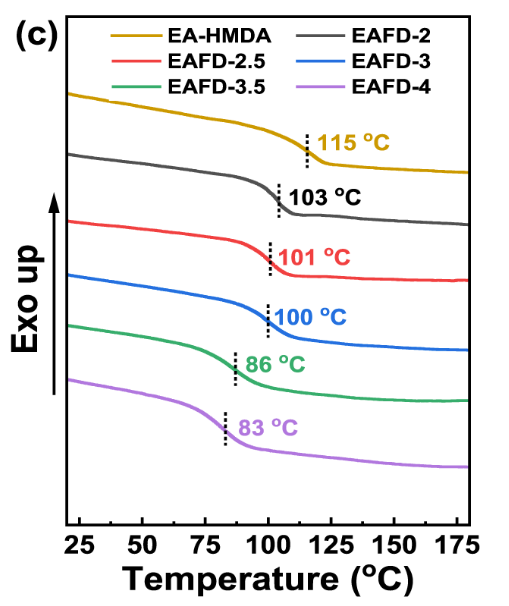 (c)
EA-HMDA EAFD-2
EAFD-2.5 EAFD-3
EAFD-3.5 EAFD-4
115 °C
103 °C
101 °C
100 °C
86 °C
83 °C
Exo up
25 50 75 100 125 150 175
Temperature (°C)